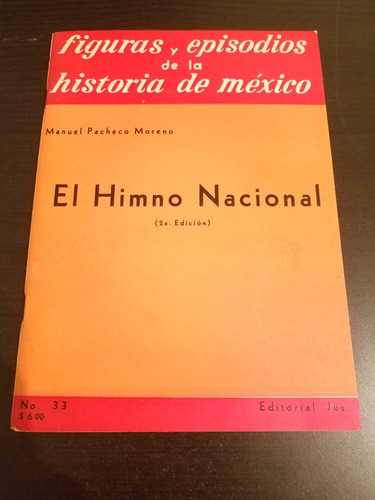 figuras y episodios
de la
historia de méxico
Manuel Pacheco Moreno
El Himno Nacional
(2a. Edición)
No. 33
$ 6.00
Editorial Jus